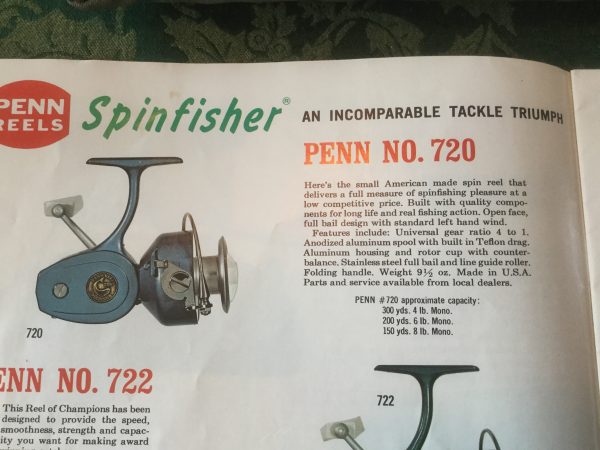 PENN
REELS
Spinfisher®
AN INCOMPARABLE TACKLE TRIUMPH
PENN NO. 720
Here's the small American made spin reel that
delivers a full measure of spinfishing pleasure at a
low competitive price. Built with quality compo-
nents for long life and real fishing action. Open face,
full bail design with standard left hand wind.
Features include: Universal gear ratio 4 to 1.
Anodized aluminum spool with built in Teflon drag.
Aluminum housing and rotor cup with counter-
balance. Stainless steel full bail and line guide roller.
Folding handle. Weight 9½ oz. Made in U.S.A.
Parts and service available from local dealers.
PENN #720 approximate capacity:
300 yds. 4 lb. Mono.
200 yds. 6 lb. Mono.
150 yds. 8 lb. Mono.
720
ENN NO. 722
This Reel of Champions has been
designed to provide the speed,
smoothness, strength and capac-
ity you want for making award
722